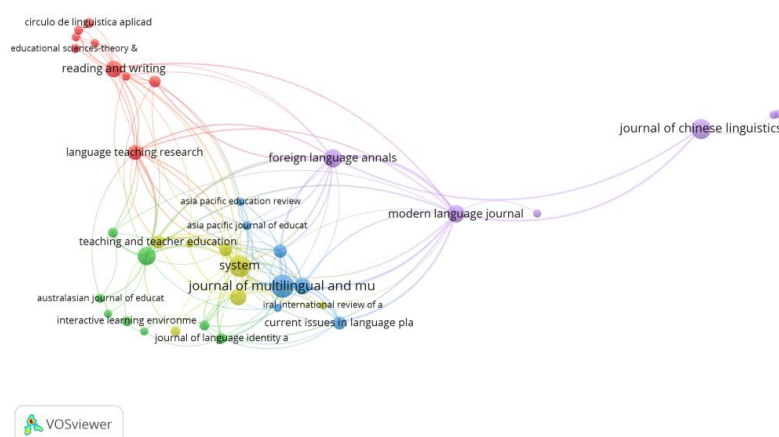 circulo de linguistica aplicad
educational sciences-theory &
reading and writing
journal of chinese linguistics
language teaching research
foreign language annals
asia pacific education review
modern language journal
asia pacific journal of educat
teaching and teacher education
system
journal of multilingual and mu
australasian journal of educat
iral-international review of a
interactive learning environme
current issues in language pla
journal of language identity a
VOSviewer